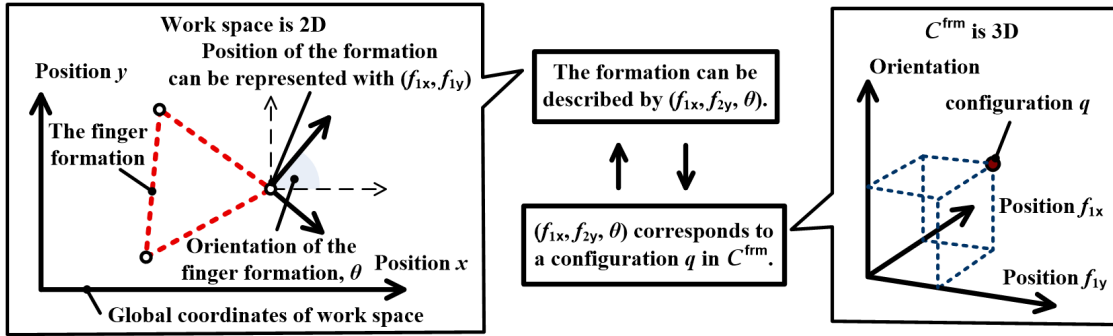 Work space is 2D
Position of the formation
can be represented with (f1x, f1y)
Position y
The finger
formation
Orientation of the
finger formation, θ
Position x
Global coordinates of work space
The formation can be
described by (f1x, f2y, θ).
(f1x, f2y, θ) corresponds to
a configuration q in Cfrm.
Cfrm is 3D
Orientation
configuration q
Position f1x
Position f1y